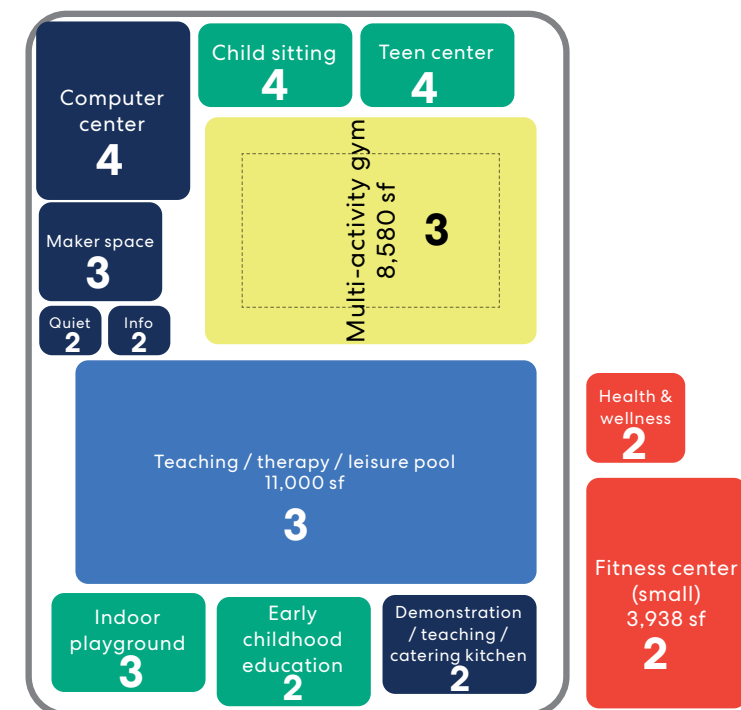 Computer
center
4
Child sitting
4
Teen center
4
Multi-activity gym
8,580 sf
3
Maker space
3
Quiet
2
Info
2
Teaching / therapy / leisure pool
11,000 sf
3
Health &
wellness
2
Fitness center
(small)
3,938 sf
2
Indoor
playground
3
Early
childhood
education
2
Demonstration
/ teaching /
catering kitchen
2